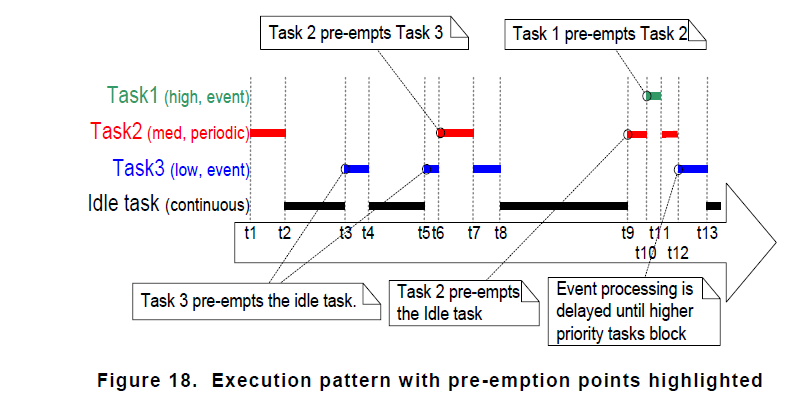 Task 2 pre-empts Task 3
Task 1 pre-empts Task 2
Task1 (high, event)
Task2 (med, periodic)
Task3 (low, event)
Idle task (continuous)
t1 t2 t3 t4 t5 t6 t7 t8 t9 t11 t13
t10 t12
Task 3 pre-empts the idle task.
Task 2 pre-empts
the Idle task
Event processing is
delayed until higher
priority tasks block
Figure 18. Execution pattern with pre-emption points highlighted